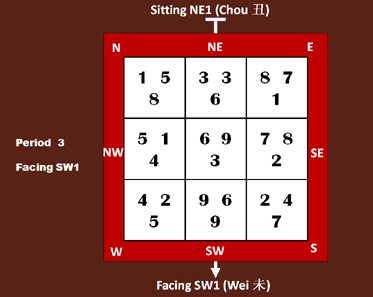 Sitting NE1 (Chou 丑)
N NE E
1 5 3 3 8 7
8 6 1
Period 3
Facing SW1
NW SE
5 1 6 9 7 8
4 3 2
4 2 9 6 2 4
5 9 7
W SW S
Facing SW1 (Wei 未)